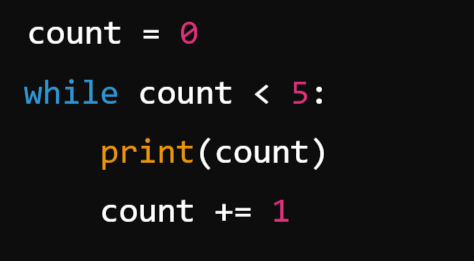 count = 0
while count < 5:
    print(count)
    count += 1